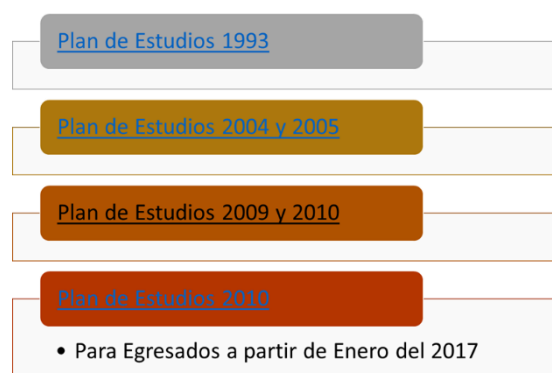 Plan de Estudios 1993
Plan de Estudios 2004 y 2005
Plan de Estudios 2009 y 2010
Plan de Estudios 2010
• Para Egresados a partir de Enero del 2017